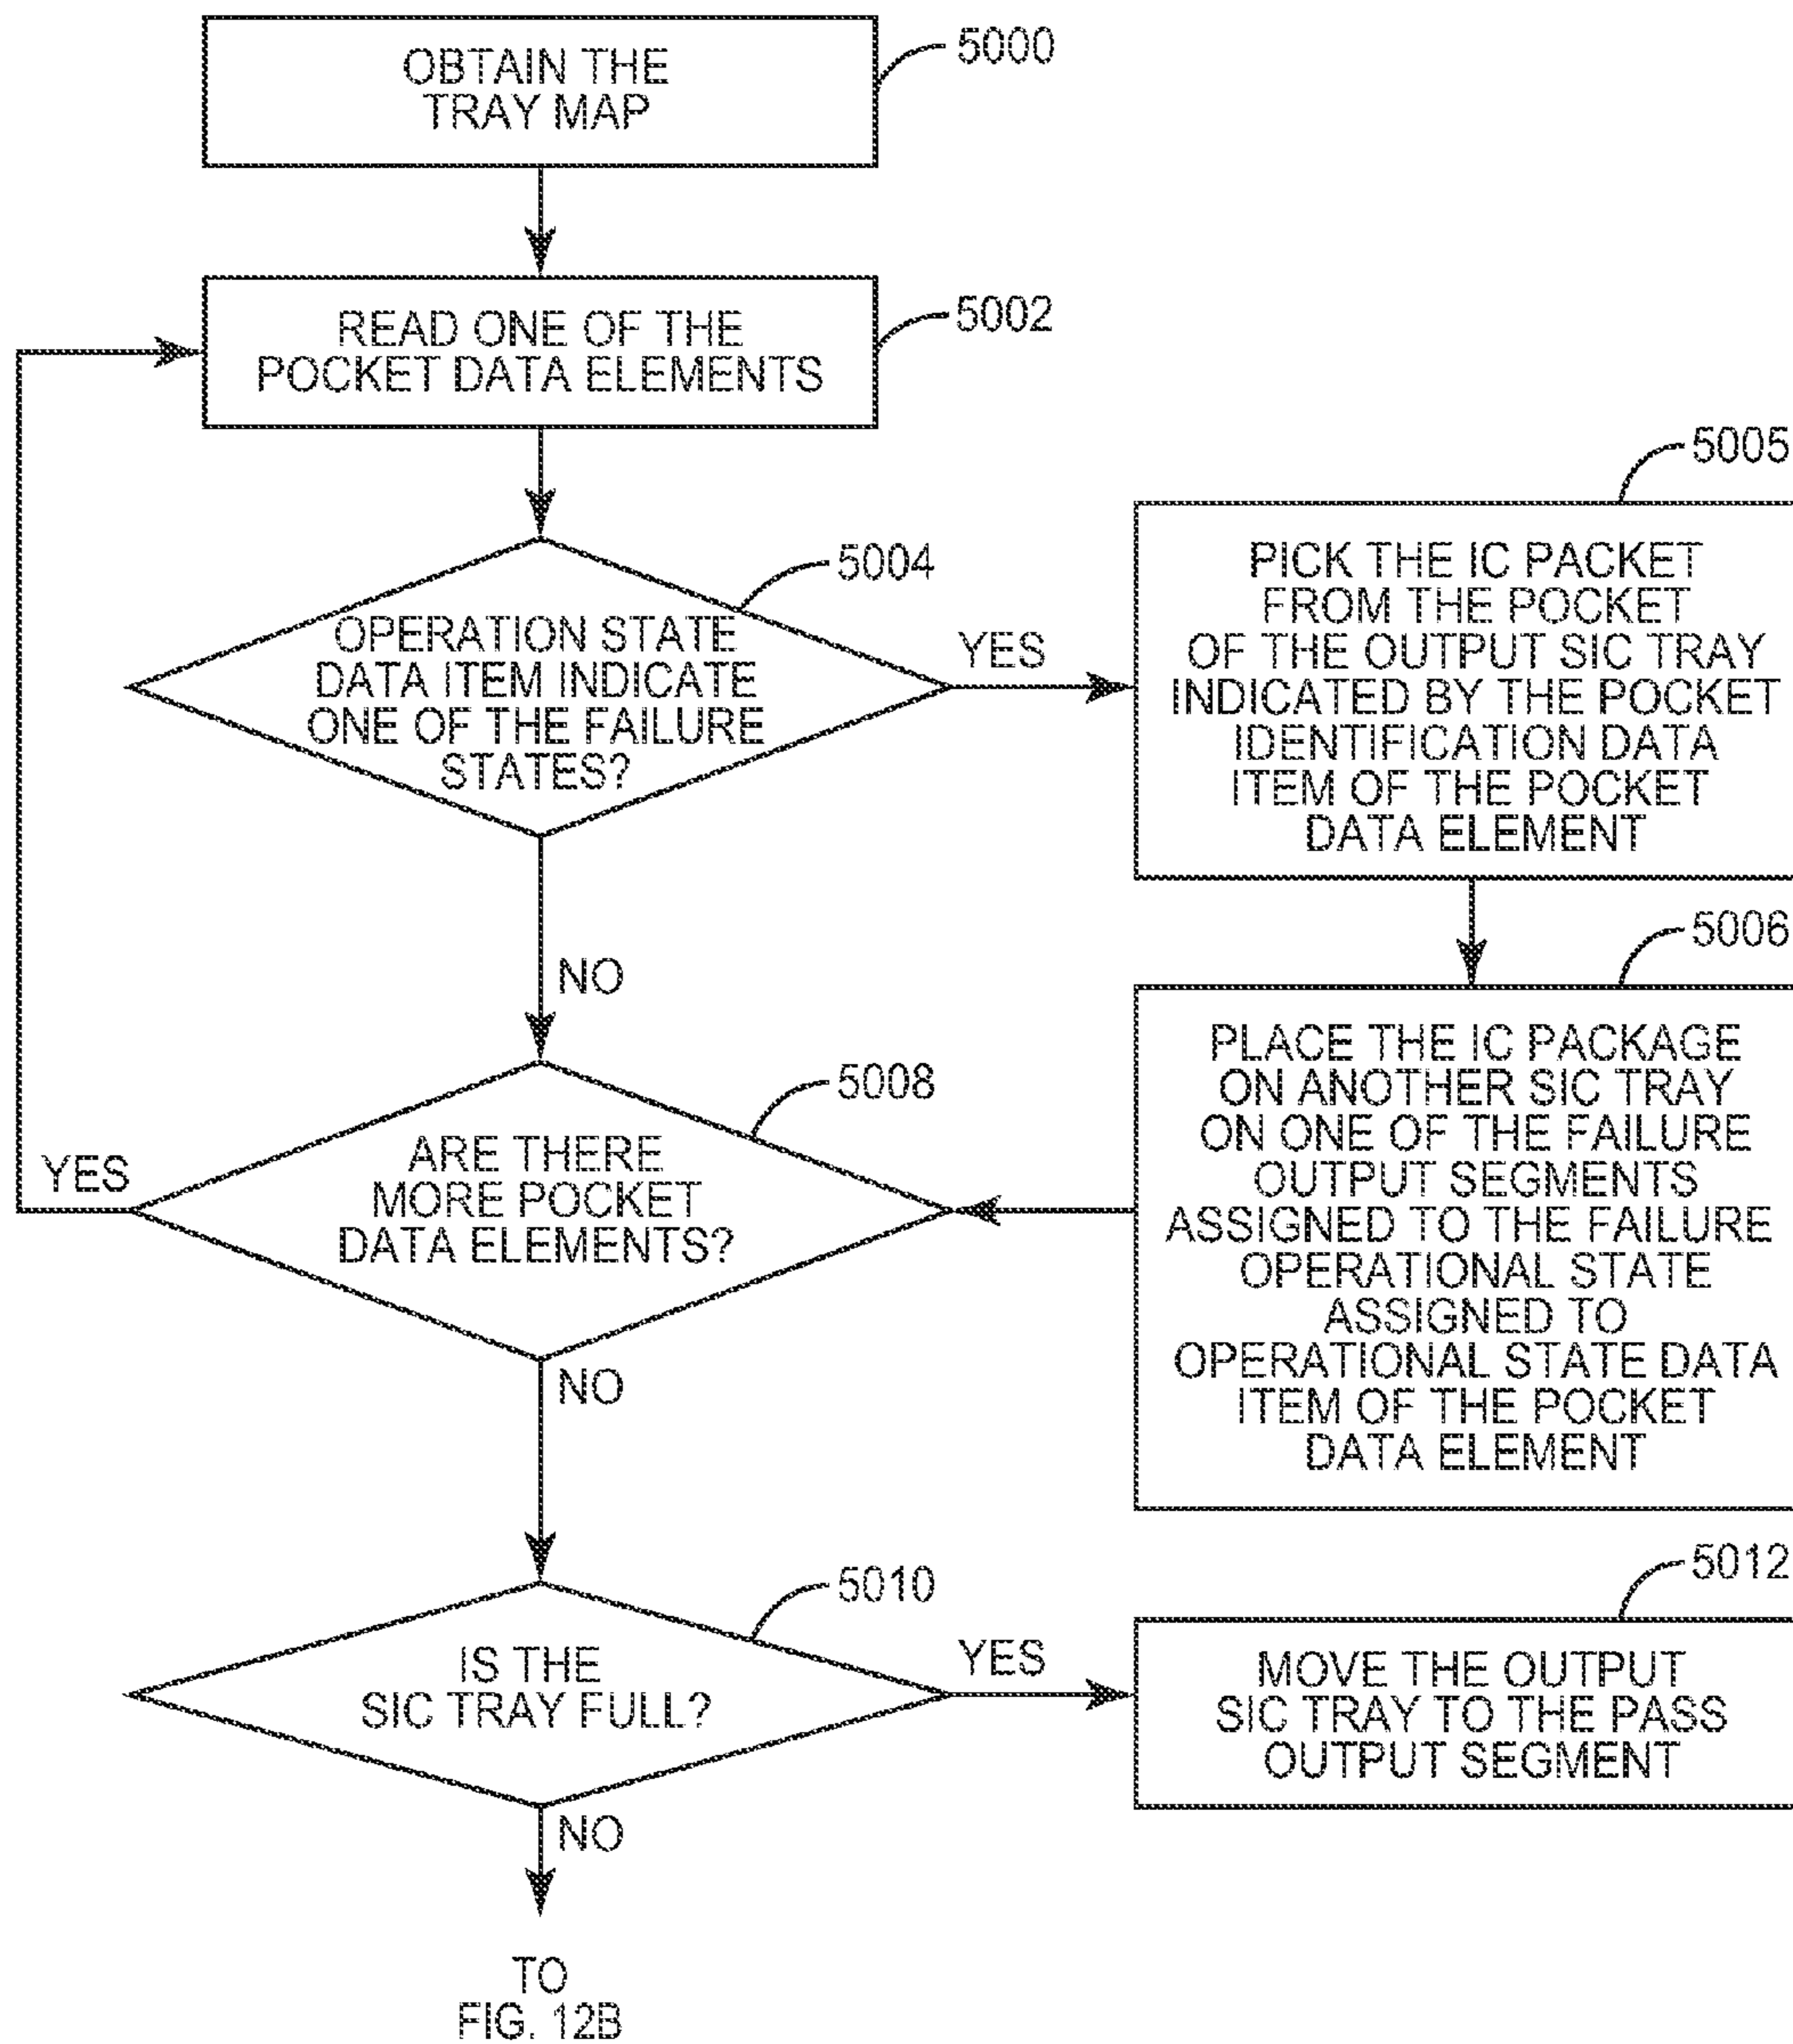 OBTAIN THE
TRAY MAP
5000
READ ONE OF THE
POCKET DATA ELEMENTS
5002
OPERATION STATE
DATA ITEM INDICATE
ONE OF THE FAILURE
STATES?
5004
YES
NO
PICK THE IC PACKET
FROM THE POCKET
OF THE OUTPUT SIC TRAY
INDICATED BY THE POCKET
IDENTIFICATION DATA
ITEM OF THE POCKET
DATA ELEMENT
5005
PLACE THE IC PACKAGE
ON ANOTHER SIC TRAY
ON ONE OF THE FAILURE
OUTPUT SEGMENTS
ASSIGNED TO THE FAILURE
OPERATIONAL STATE
ASSIGNED TO
OPERATIONAL STATE DATA
ITEM OF THE POCKET
DATA ELEMENT
5006
ARE THERE
MORE POCKET
DATA ELEMENTS?
5008
YES
NO
IS THE
SIC TRAY FULL?
5010
YES
NO
MOVE THE OUTPUT
SIC TRAY TO THE PASS
OUTPUT SEGMENT
5012
TO
FIG. 12B